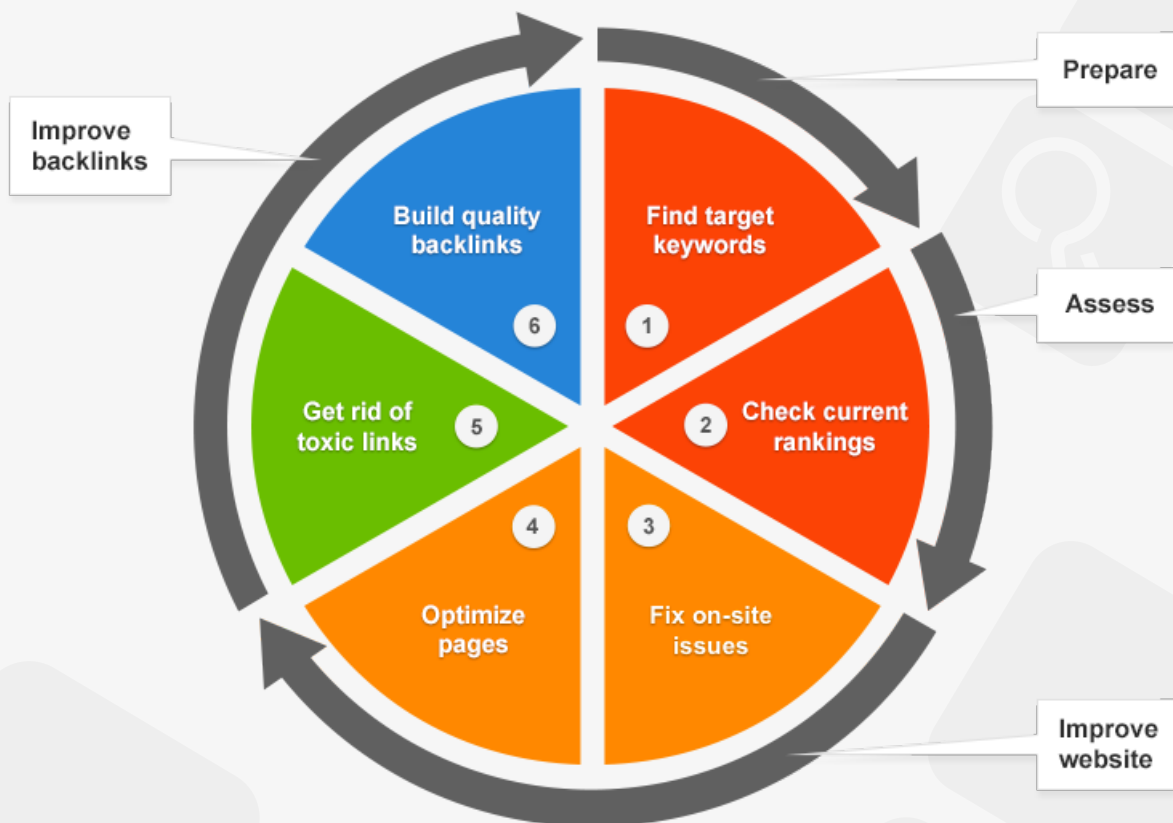 Prepare
Improve
backlinks
Build quality
backlinks
6
Find target
keywords
1
Assess
Get rid of
toxic links
5
2
Check current
rankings
4
Optimize
pages
3
Fix on-site
issues
Improve
website